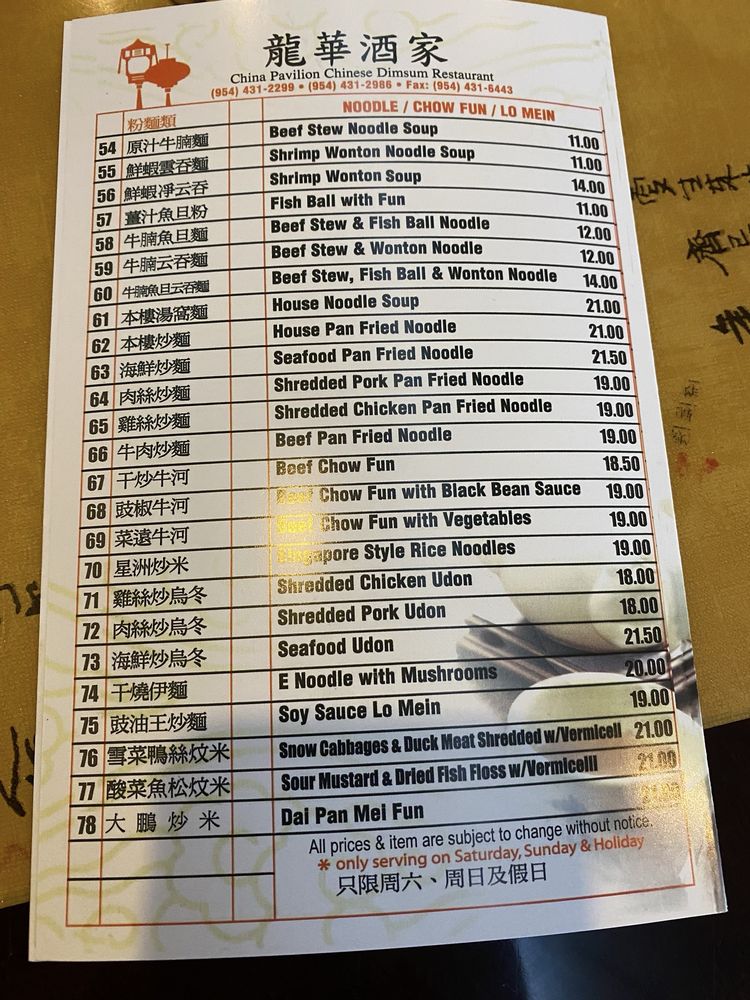 龍華酒家
China Pavilion Chinese Dimsum Restaurant
(954) 431-2299 • (954) 431-2986 • Fax: (954) 431-6443
粉麵類 NOODLE / CHOW FUN / LO MEIN
54 原汁牛腩麵 Beef Stew Noodle Soup 11.00
55 鮮蝦雲吞麵 Shrimp Wonton Noodle Soup 11.00
56 鮮蝦凈云吞 Shrimp Wonton Soup 14.00
57 薑汁魚旦粉 Fish Ball with Fun 11.00
58 牛腩魚旦麵 Beef Stew & Fish Ball Noodle 12.00
59 牛腩云吞麵 Beef Stew & Wonton Noodle 12.00
60 牛腩魚旦云吞麵 Beef Stew, Fish Ball & Wonton Noodle 14.00
61 本樓湯窩麵 House Noodle Soup 21.00
62 本樓炒麵 House Pan Fried Noodle 21.00
63 海鮮炒麵 Seafood Pan Fried Noodle 21.50
64 肉絲炒麵 Shredded Pork Pan Fried Noodle 19.00
65 雞絲炒麵 Shredded Chicken Pan Fried Noodle 19.00
66 牛肉炒麵 Beef Pan Fried Noodle 19.00
67 干炒牛河 Beef Chow Fun 18.50
68 豉椒牛河 Beef Chow Fun with Black Bean Sauce 19.00
69 菜遠牛河 Beef Chow Fun with Vegetables 19.00
70 星洲炒米 Singapore Style Rice Noodles 19.00
71 雞絲炒烏冬 Shredded Chicken Udon 18.00
72 肉絲炒烏冬 Shredded Pork Udon 18.00
73 海鮮炒烏冬 Seafood Udon 21.50
74 干燒伊麵 E Noodle with Mushrooms 20.00
75 豉油王炒麵 Soy Sauce Lo Mein 19.00
76 雪菜鴨絲炆米 Snow Cabbages & Duck Meat Shredded w/Vermicell 21.00
77 酸菜魚松炆米 Sour Mustard & Dried Fish Floss w/Vermicelli 21.00
78 大鵬炒米 Dai Pan Mei Fun 21.00
All prices & item are subject to change without notice.
* only serving on Saturday, Sunday & Holiday
只限周六、周日及假日